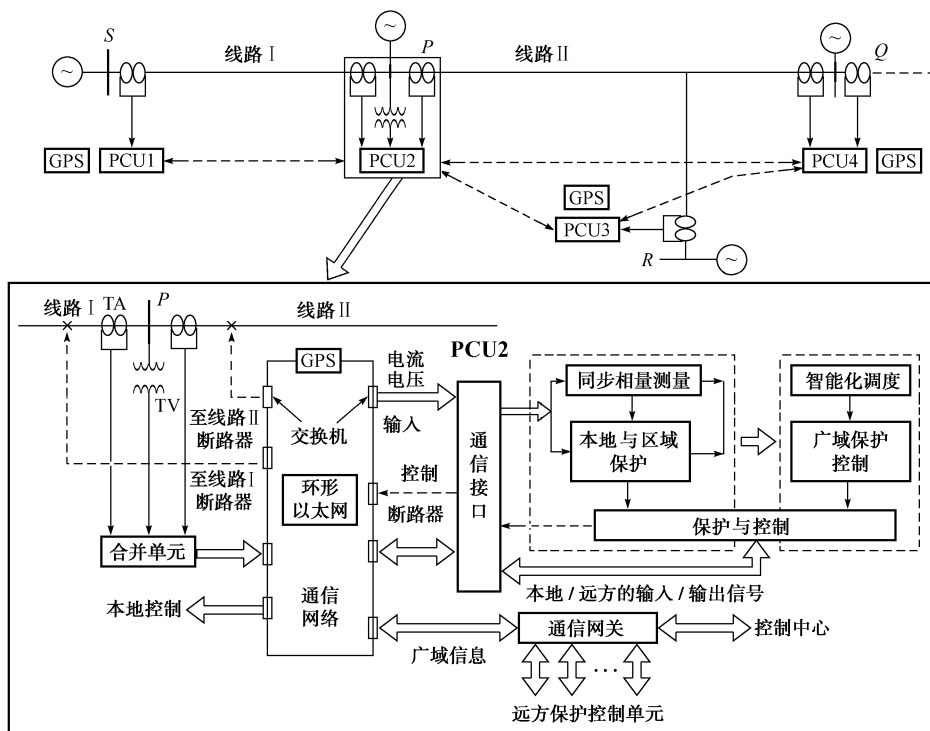 S
线路Ⅰ
P
线路Ⅱ
Q
~
~
~
GPS
PCU1
PCU2
GPS
PCU3
PCU4
GPS
R
~
线路Ⅰ
TA
P
线路Ⅱ
PCU2
TV
GPS
交换机
环形
以太网
通信
网络
至线路Ⅱ
断路器
至线路Ⅰ
断路器
合并单元
本地控制
电流
电压
输入
控制
断路器
通信接口
同步相量测量
本地与区域
保护
智能化调度
广域保护
控制
保护与控制
本地/远方的输入/输出信号
广域信息
通信网关
控制中心
…
远方保护控制单元